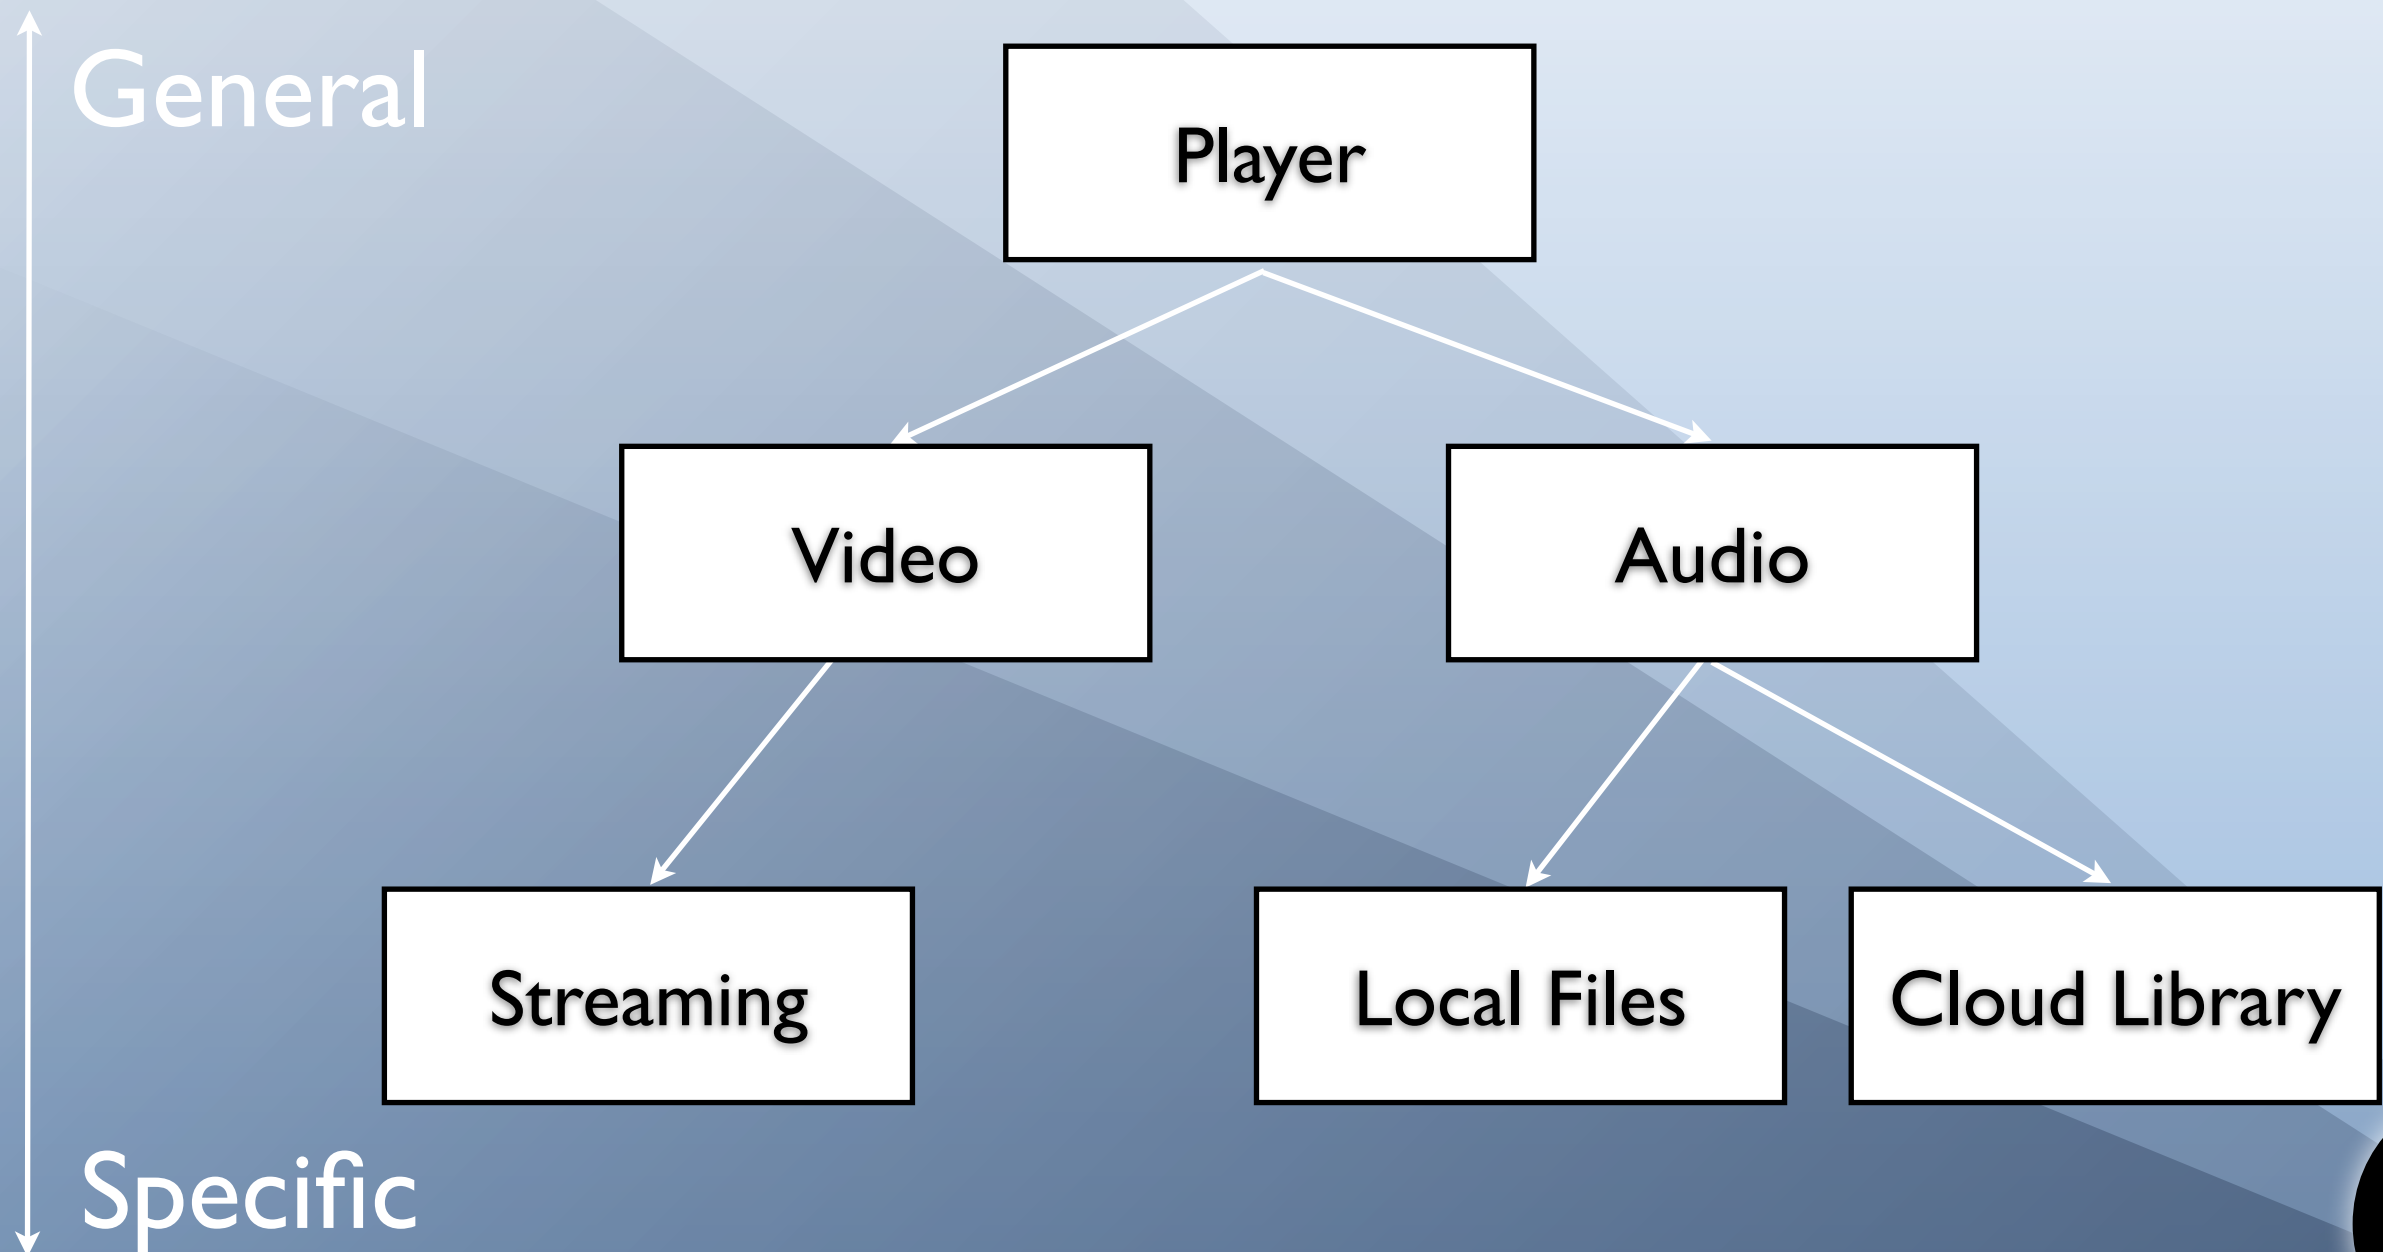 General
Player
Video
Audio
Streaming
Local Files
Cloud Library
Specific